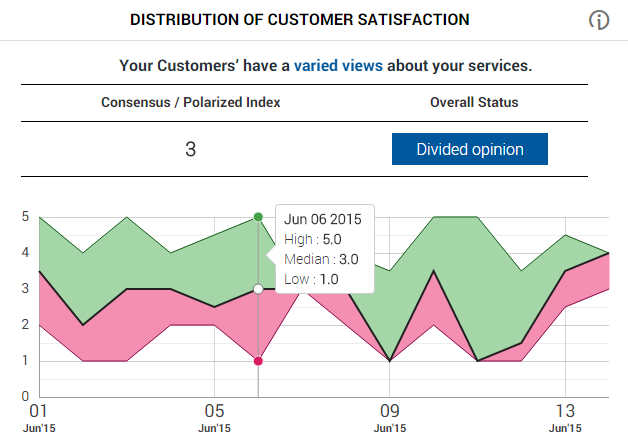 DISTRIBUTION OF CUSTOMER SATISFACTION
Your Customers' have a varied views about your services.
Consensus / Polarized Index
Overall Status
3
Divided opinion
Jun 06 2015
High : 5.0
Median : 3.0
Low : 1.0
5
4
3
2
1
0
01 05 09 13
Jun'15 Jun'15 Jun'15 Jun'15